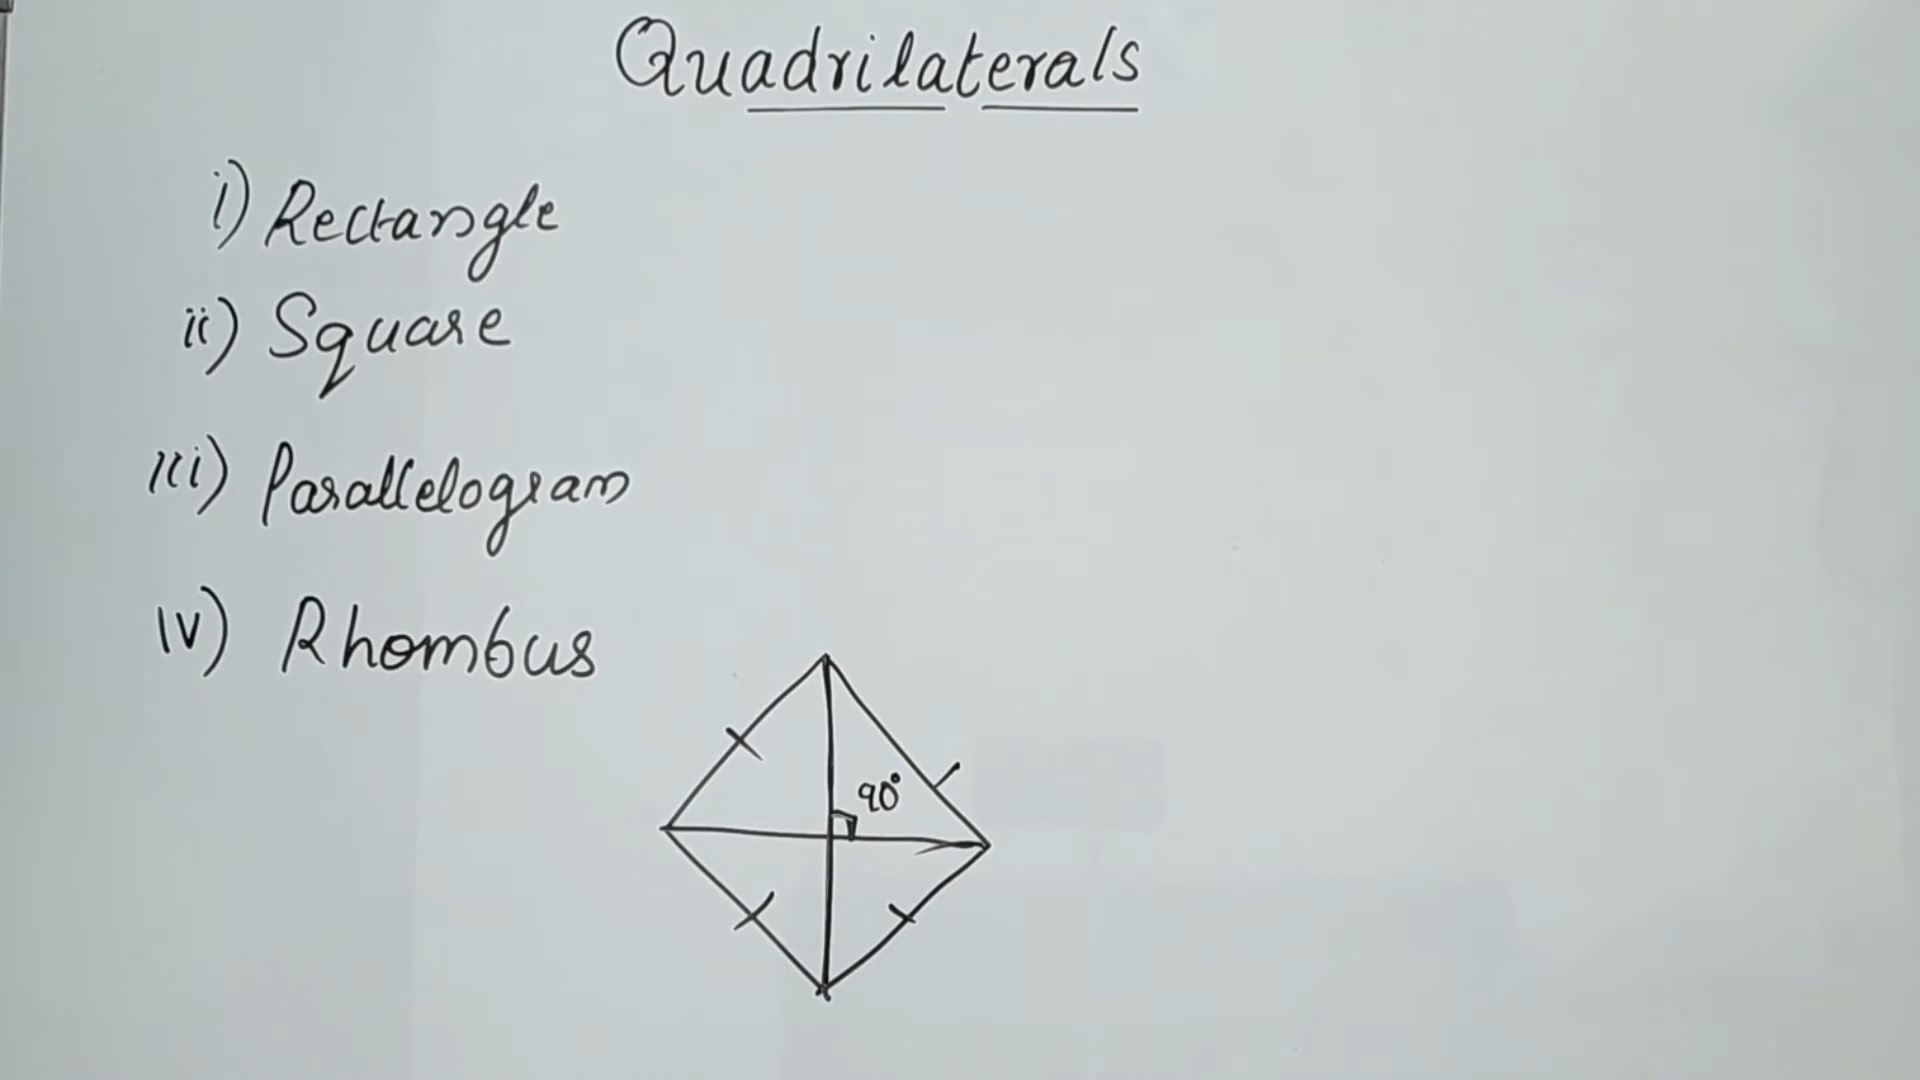 Quadrilaterals
i) Rectangle
ii) Square
iii) Parallelogram
iv) Rhombus
90°